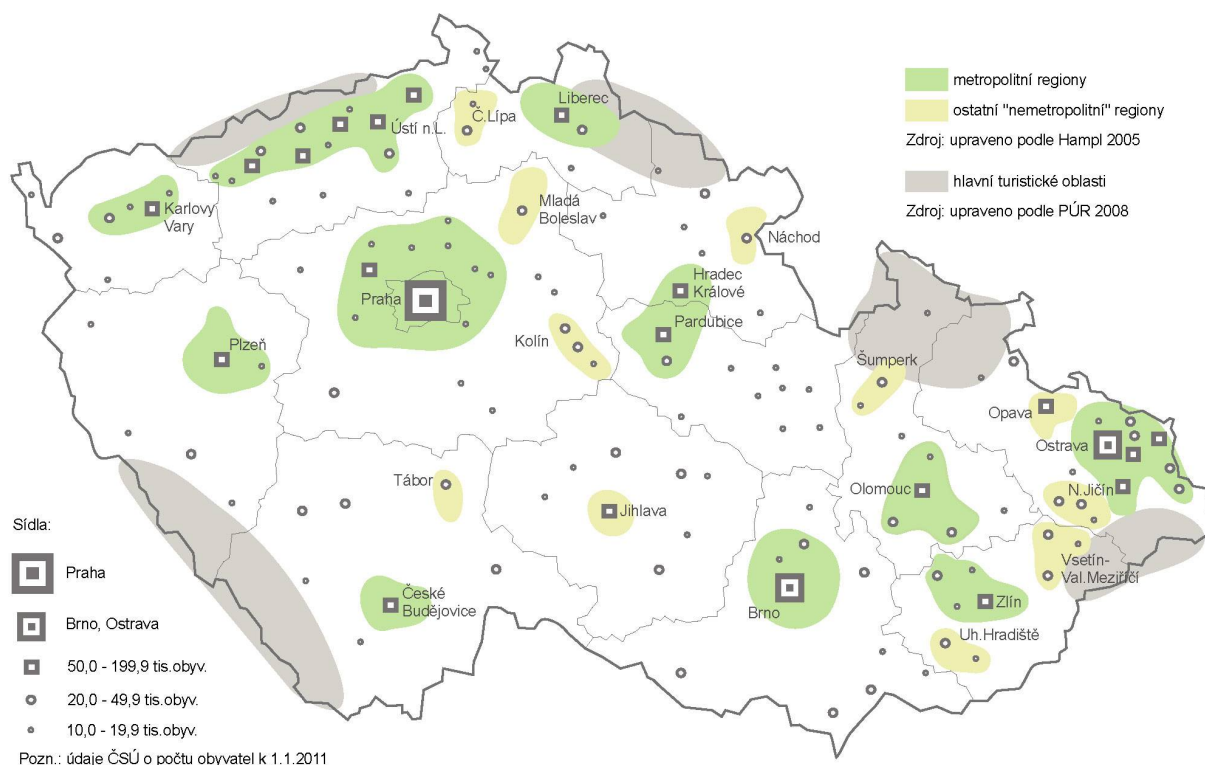 metropolitní regiony
ostatní "nemetropolitní" regiony
Zdroj: upraveno podle Hampl 2005
hlavní turistické oblasti
Zdroj: upraveno podle PÚR 2008
Liberec
Č.Lípa
Ústí n.L.
Karlovy
Vary
Mladá
Boleslav
Náchod
Hradec
Králové
Praha
Pardubice
Kolín
Plzeň
Šumperk
Opava
Ostrava
Tábor
Olomouc
N.Jičín
Jihlava
Vsetín-
Val.Meziříčí
České
Budějovice
Brno
Zlín
Uh.Hradiště
Sídla:
Praha
Brno, Ostrava
50,0 - 199,9 tis.obyv.
20,0 - 49,9 tis.obyv.
10,0 - 19,9 tis.obyv.
Pozn.: údaje ČSÚ o počtu obyvatel k 1.1.2011